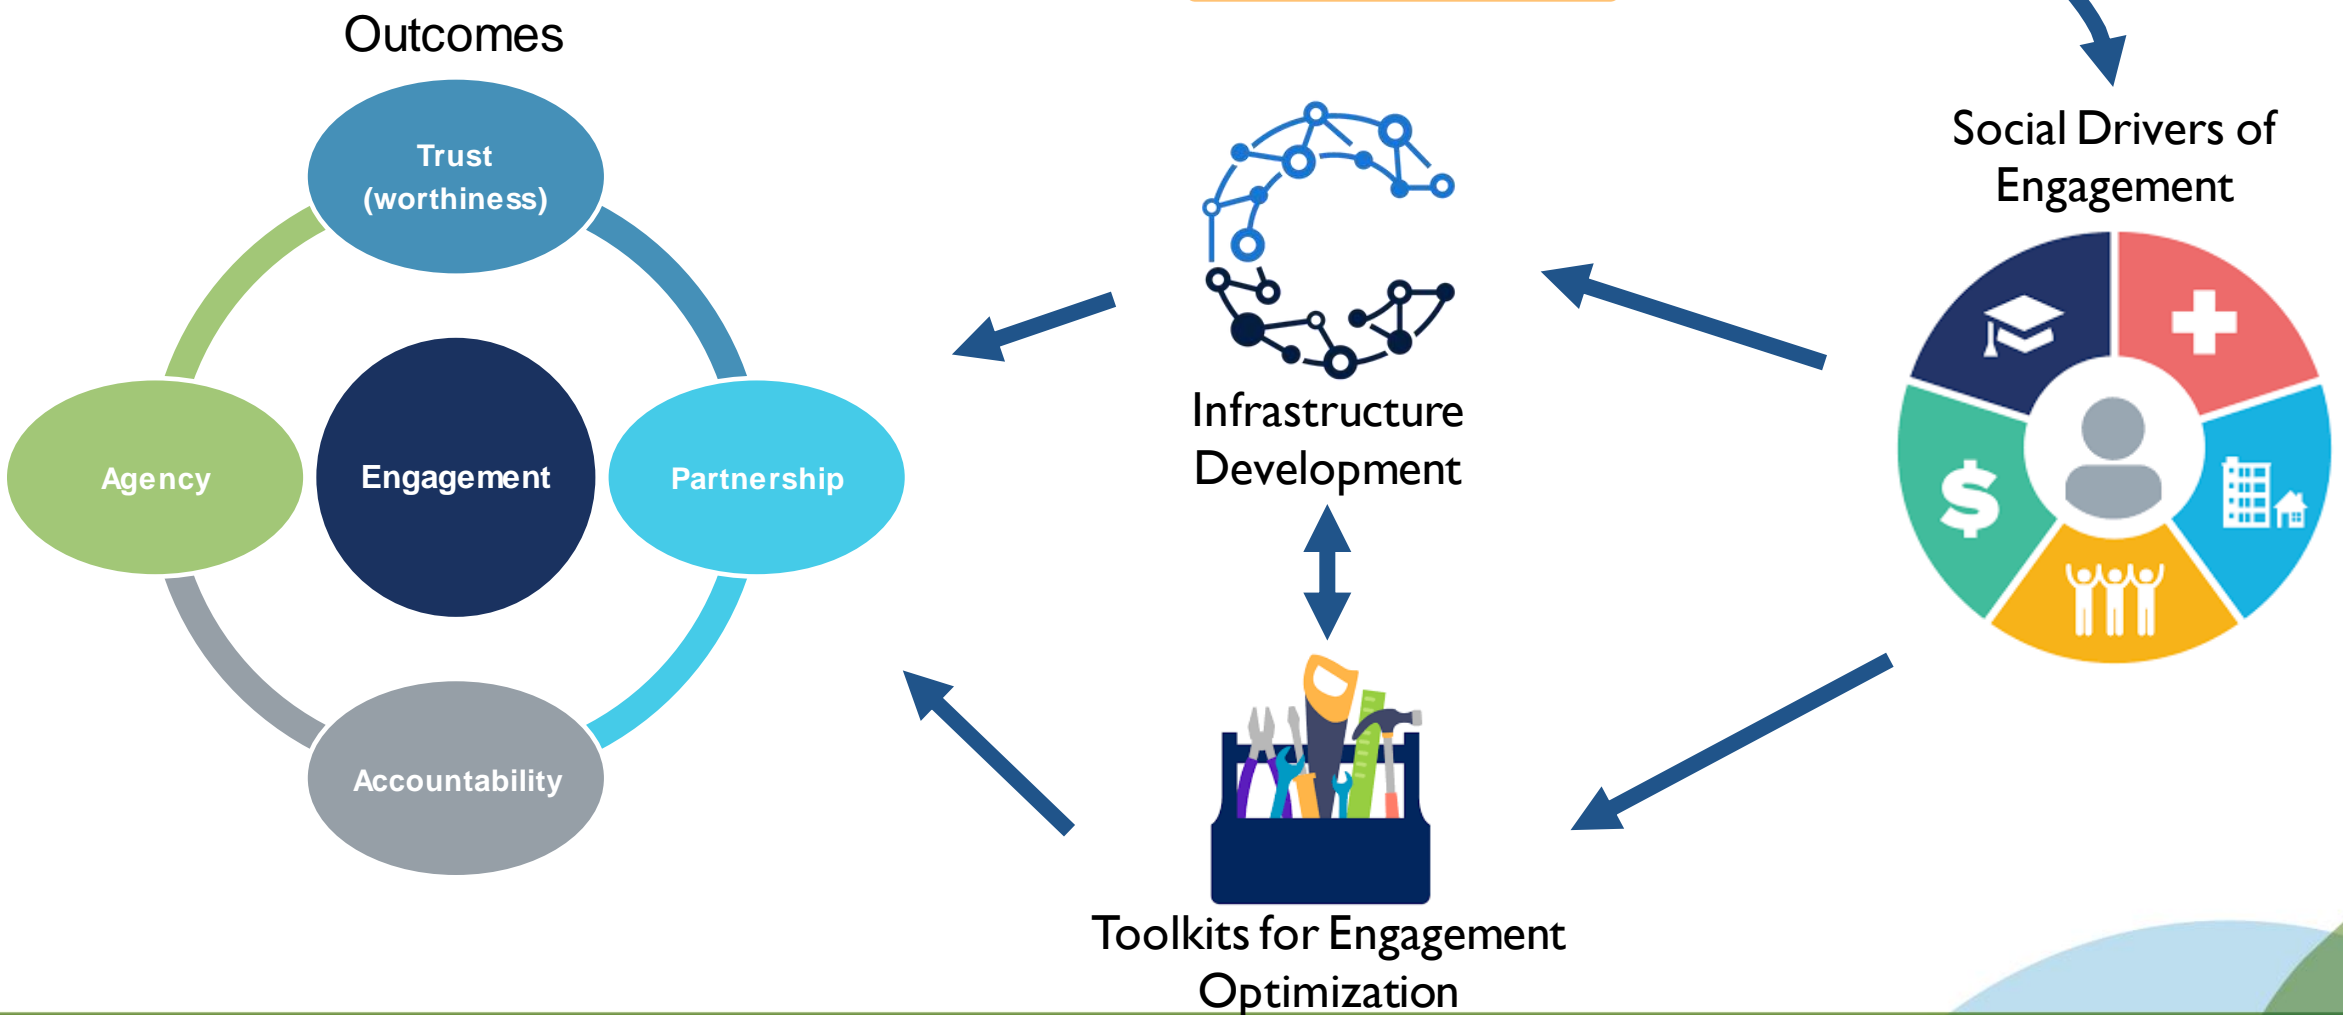 Outcomes
Trust
(worthiness)
Agency
Engagement
Partnership
Accountability
Infrastructure
Development
Toolkits for Engagement
Optimization
Social Drivers of
Engagement
$